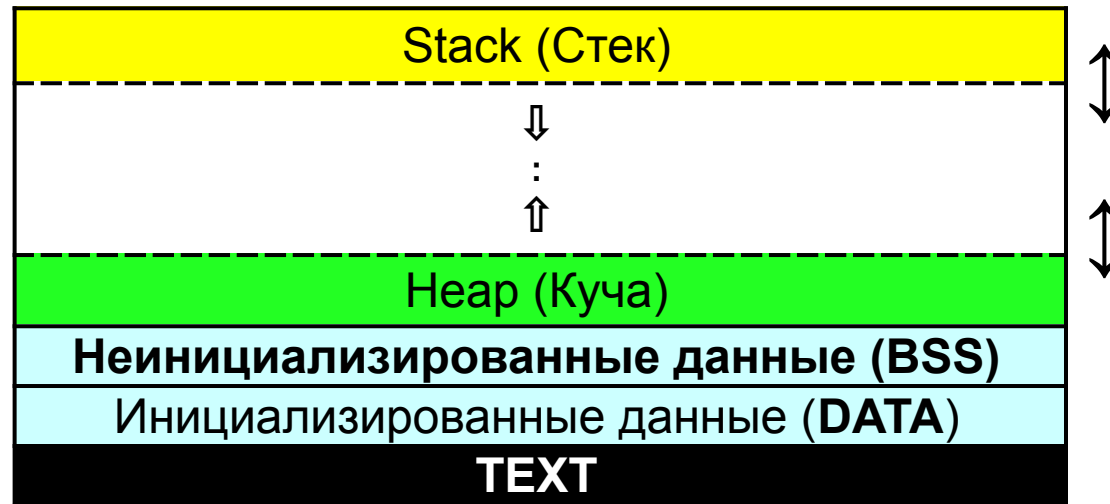 Stack (Стек)
⇩
:
⇧
Heap (Куча)
Неинициализированные данные (BSS)
Инициализированные данные (DATA)
TEXT